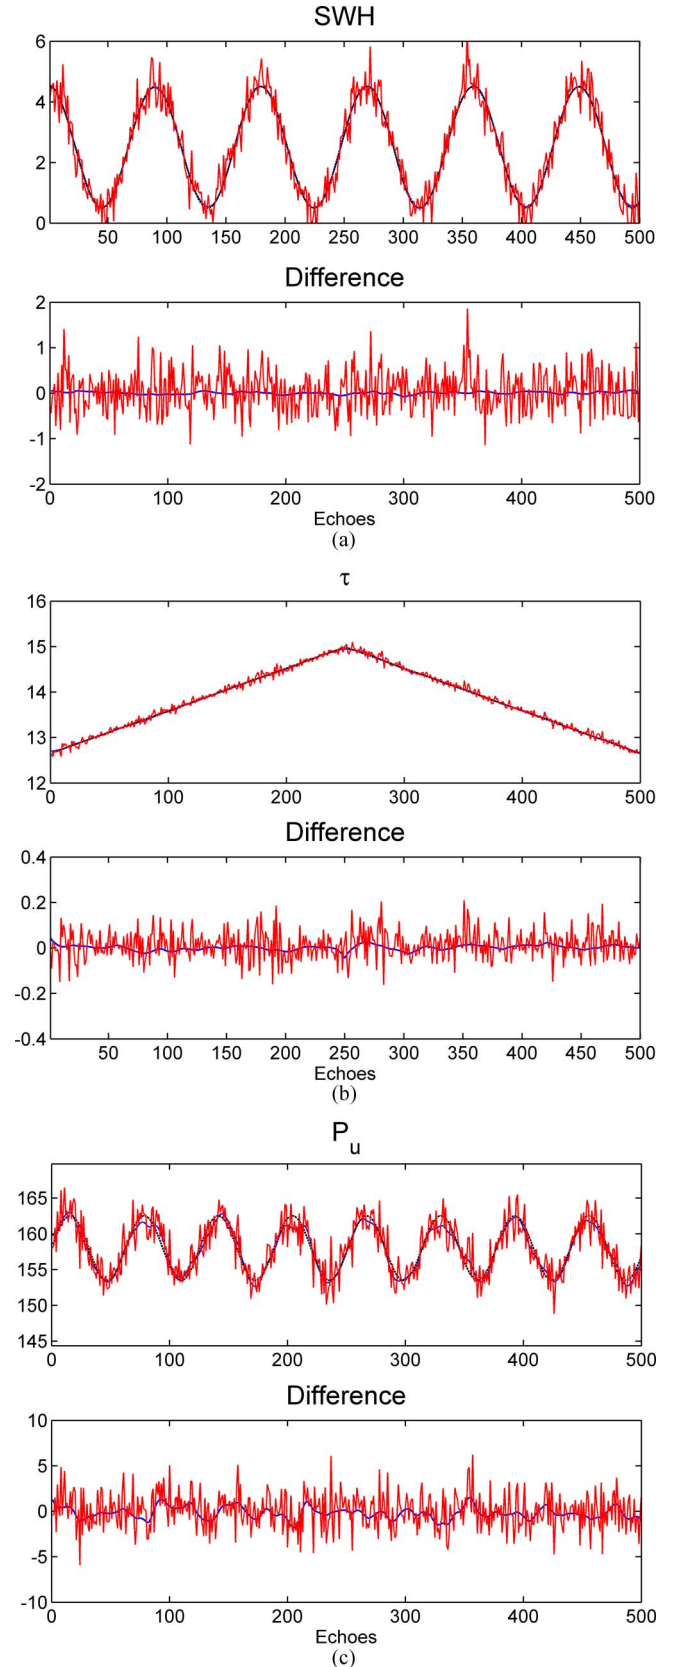 SWH
6
4
2
0
50 100 150 200 250 300 350 400 450 500
Difference
2
1
0
-1
-2
0 100 200 300 400 500
Echoes
(a)
τ
16
15
14
13
12
0 100 200 300 400 500
Difference
0.4
0.2
0
-0.2
-0.4
50 100 150 200 250 300 350 400 450 500
Echoes
(b)
P_u
165
160
155
150
145
0 100 200 300 400 500
Difference
10
5
0
-5
-10
0 100 200 300 400 500
Echoes
(c)